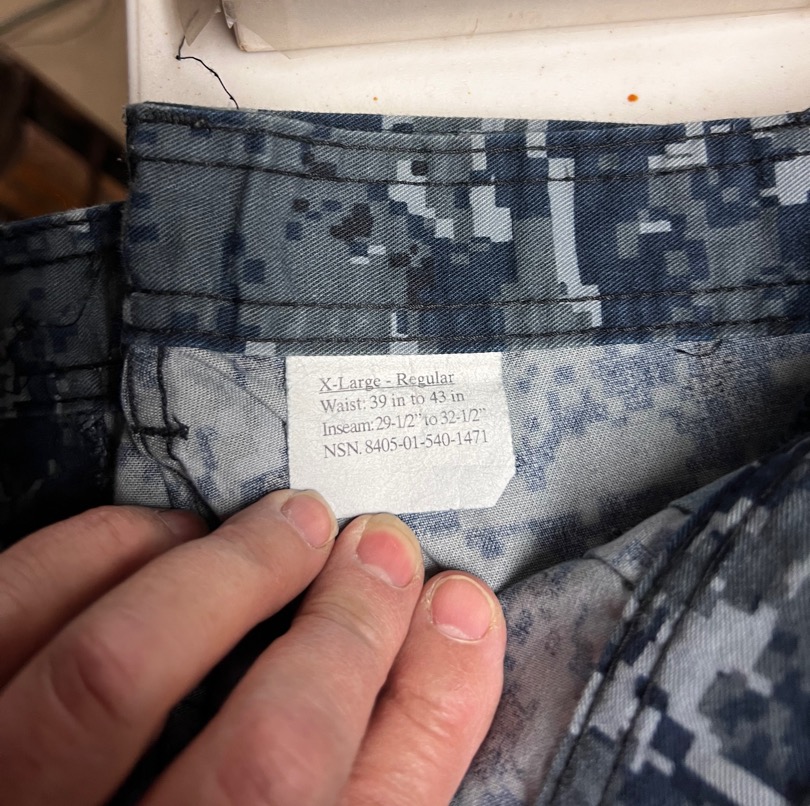 X-Large - Regular
Waist: 39 in to 43 in
Inseam: 29-1/2" to 32-1/2"
NSN. 8405-01-540-1471